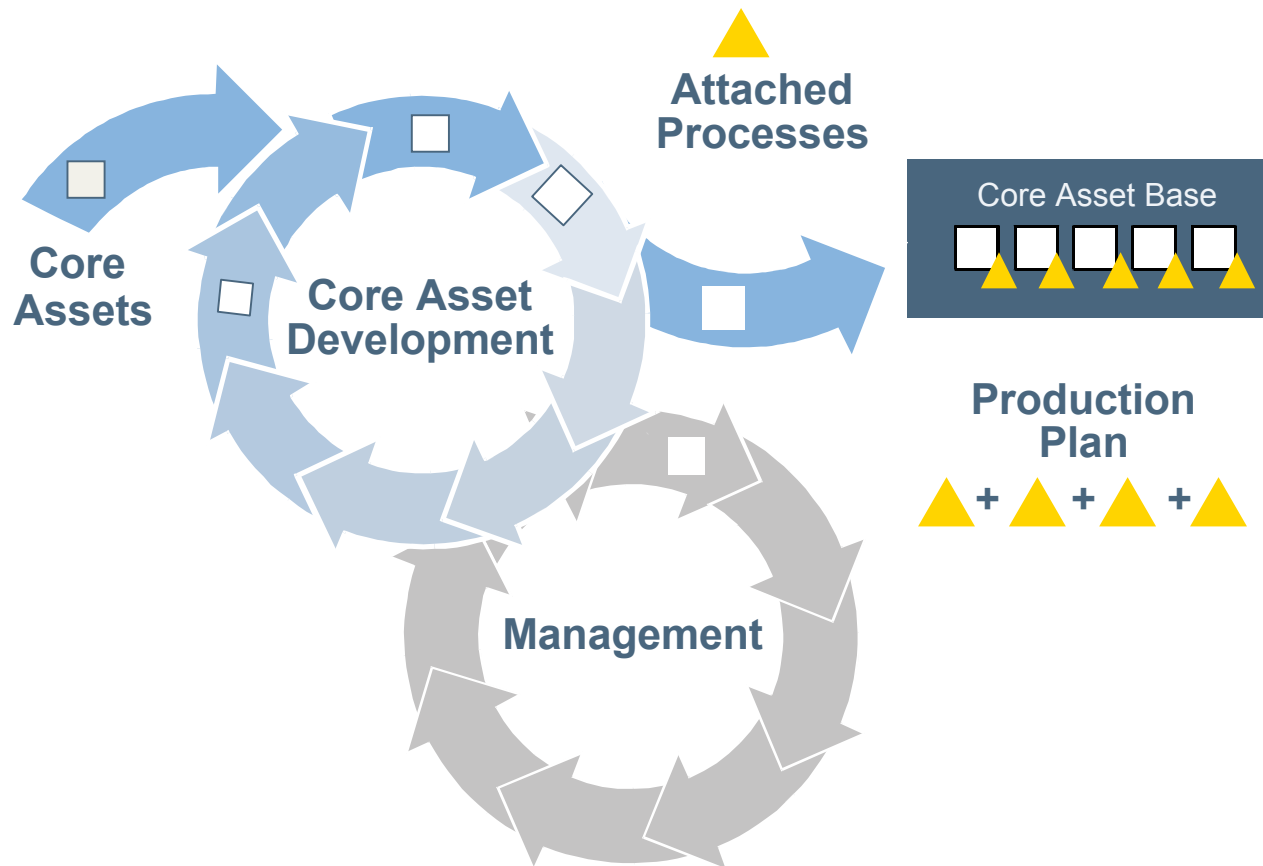 Attached
Processes
Core Asset Base
Core
Assets
Core Asset
Development
Production
Plan
+ + +
Management